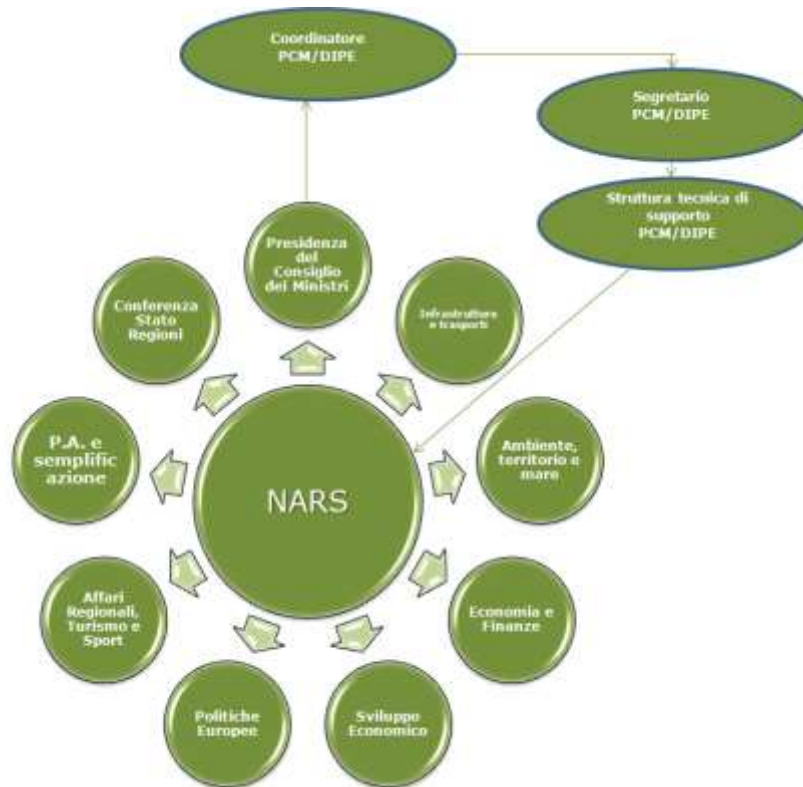 Coordinatore
PCM/DIPE
Segretario
PCM/DIPE
Struttura tecnica di
supporto
PCM/DIPE
Presidenza
del
Consiglio
dei Ministri
Infrastrutture
e trasporti
Ambiente,
territorio e
mare
Economia e
Finanze
Sviluppo
Economico
Politiche
Europee
Affari
Regionali,
Turismo e
Sport
P.A. e
semplific
azione
Conferenza
Stato
Regioni
NARS